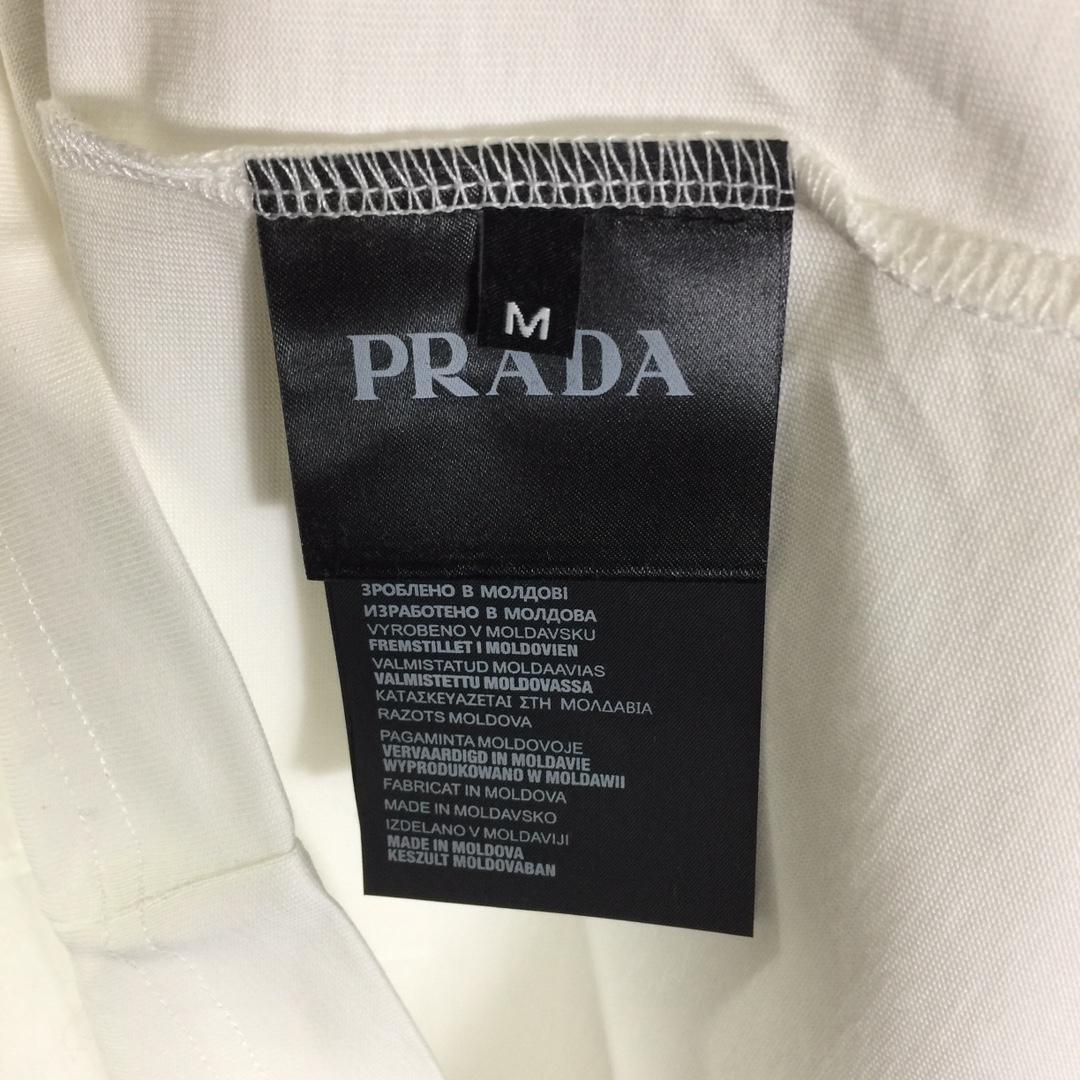 M
PRADA
ЗРОБЛЕНО В МОЛДОВІ
ИЗРАБОТЕНО В МОЛДОВА
VYROBENO V MOLDAVSKU
FREMSTILLET I MOLDOVIEN
VALMISTATUD MOLDAAVIAS
VALMISTETTU MOLDOVASSA
ΚΑΤΑΣΚΕΥΑΖΕΤΑΙ ΣΤΗ ΜΟΛΔΑΒΙΑ
RAZOTS MOLDOVA
PAGAMINTA MOLDOVOJE
VERVAARDIGD IN MOLDAVIE
WYPRODUKOWANO W MOLDAWII
FABRICAT IN MOLDOVA
MADE IN MOLDAVSKO
IZDELANO V MOLDAVIJI
MADE IN MOLDOVA
KESZULT MOLDOVABAN